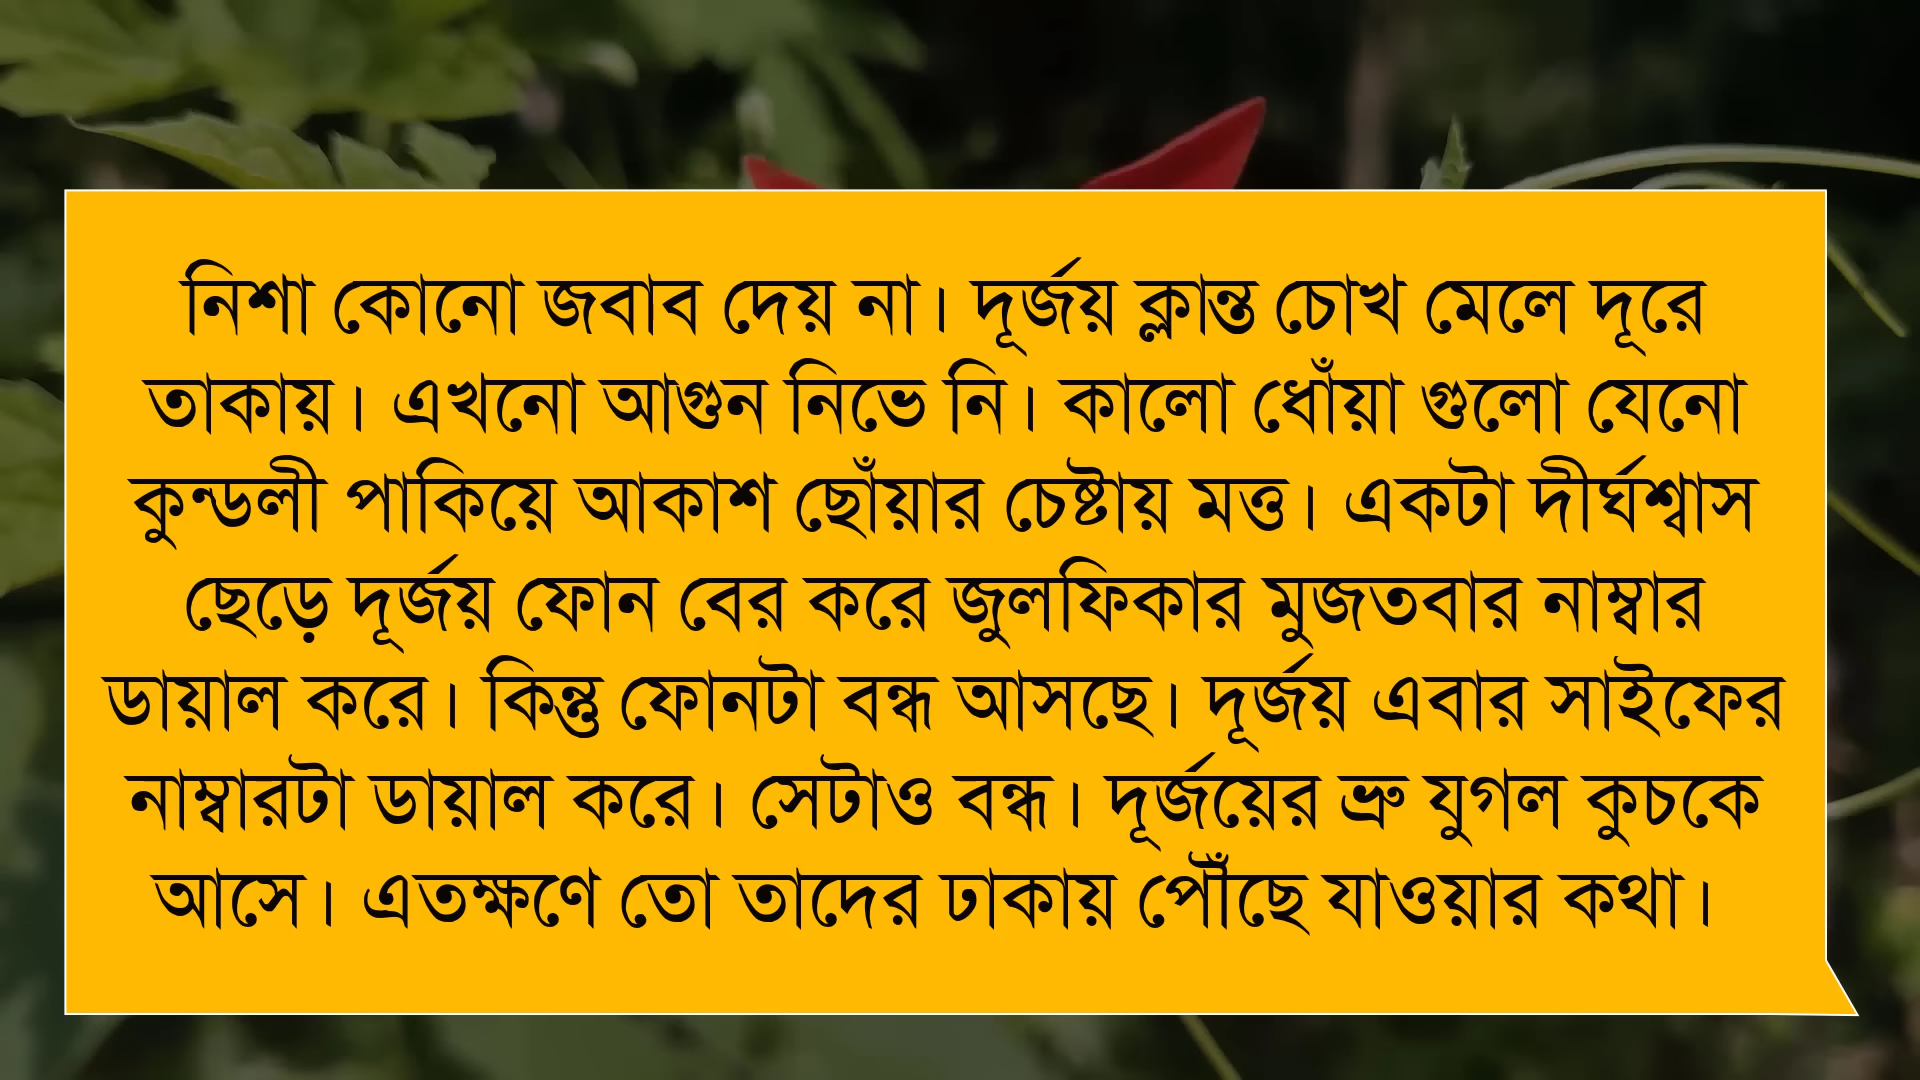 নিশা কোনো জবাব দেয় না। দূর্জয় ক্লান্ত চোখ মেলে দূরে
তাকায়। এখনো আগুন নিভে নি। কালো ধোঁয়া গুলো যেনো
কুন্ডলী পাকিয়ে আকাশ ছোঁয়ার চেষ্টায় মত্ত। একটা দীর্ঘশ্বাস
ছেড়ে দূর্জয় ফোন বের করে জুলফিকার মুজতবার নাম্বার
ডায়াল করে। কিন্তু ফোনটা বন্ধ আসছে। দূর্জয় এবার সাইফের
নাম্বারটা ডায়াল করে। সেটাও বন্ধ। দূর্জয়ের ভ্রু যুগল কুচকে
আসে। এতক্ষণে তো তাদের ঢাকায় পৌঁছে যাওয়ার কথা।